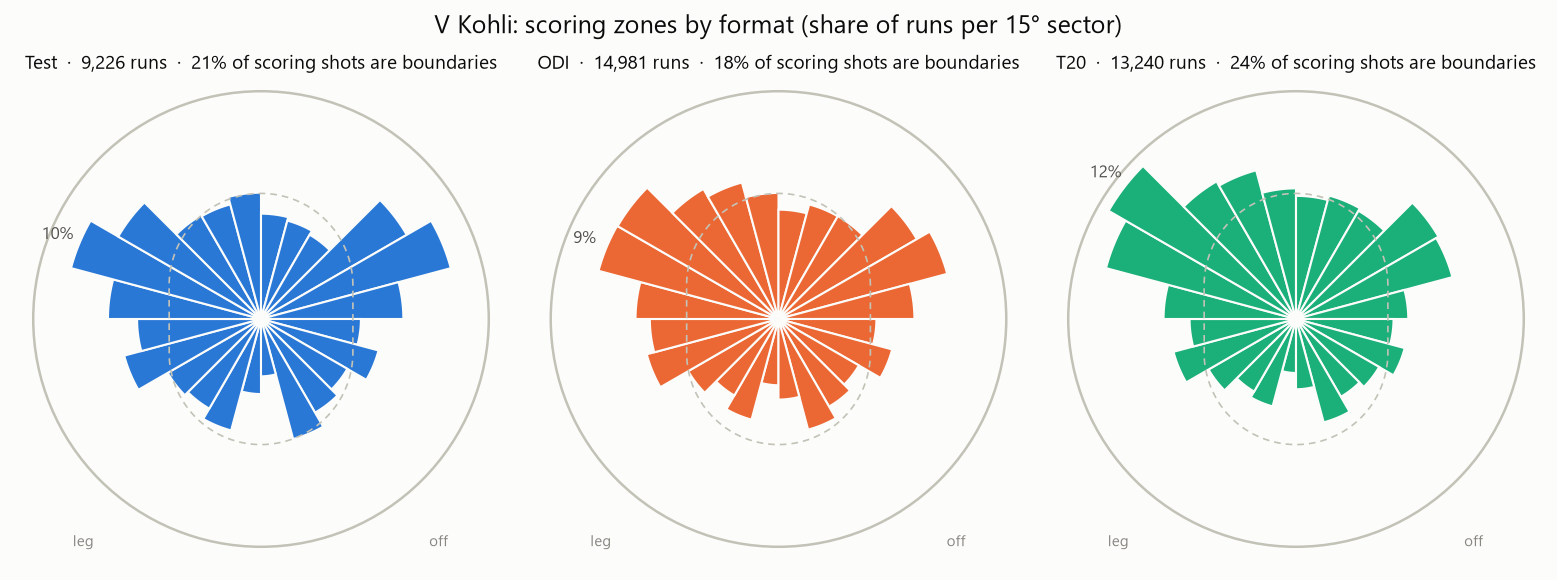 V Kohli: scoring zones by format (share of runs per 15° sector)
Test · 9,226 runs · 21% of scoring shots are boundaries
ODI · 14,981 runs · 18% of scoring shots are boundaries
T20 · 13,240 runs · 24% of scoring shots are boundaries
10%
9%
12%
leg
off
leg
off
leg
off